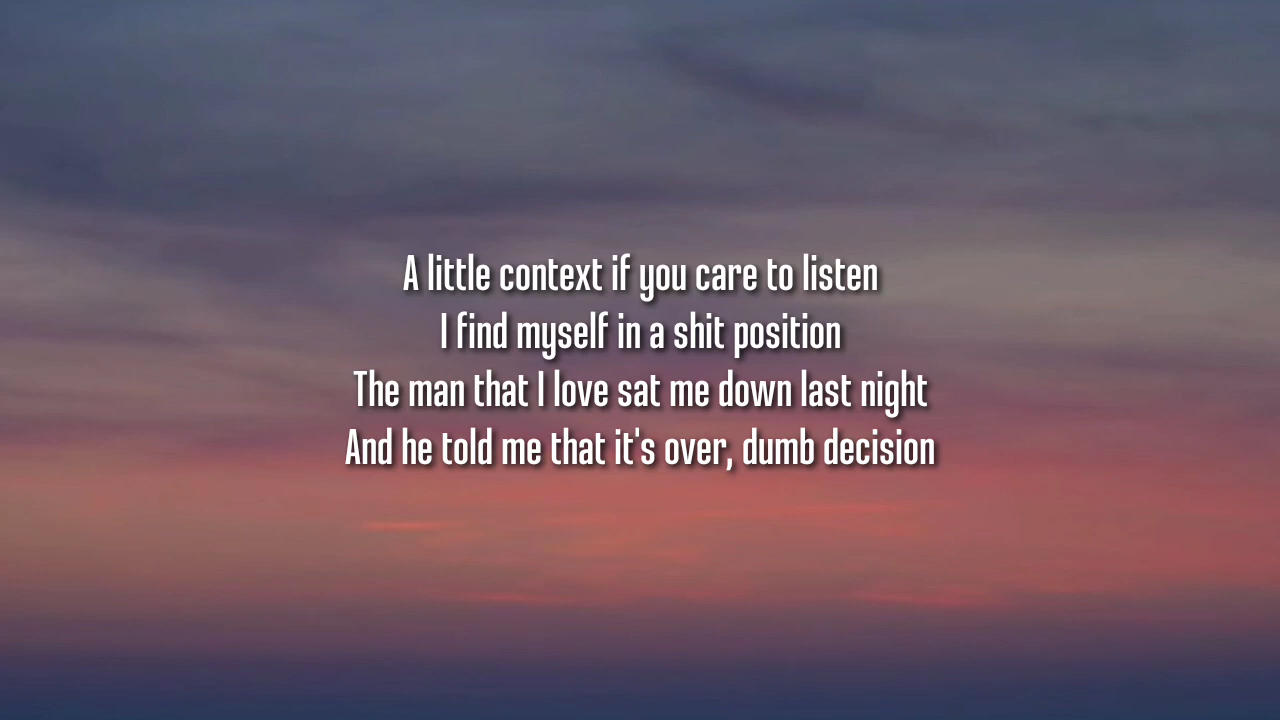 A little context if you care to listen
I find myself in a shit position
The man that I love sat me down last night
And he told me that it's over, dumb decision